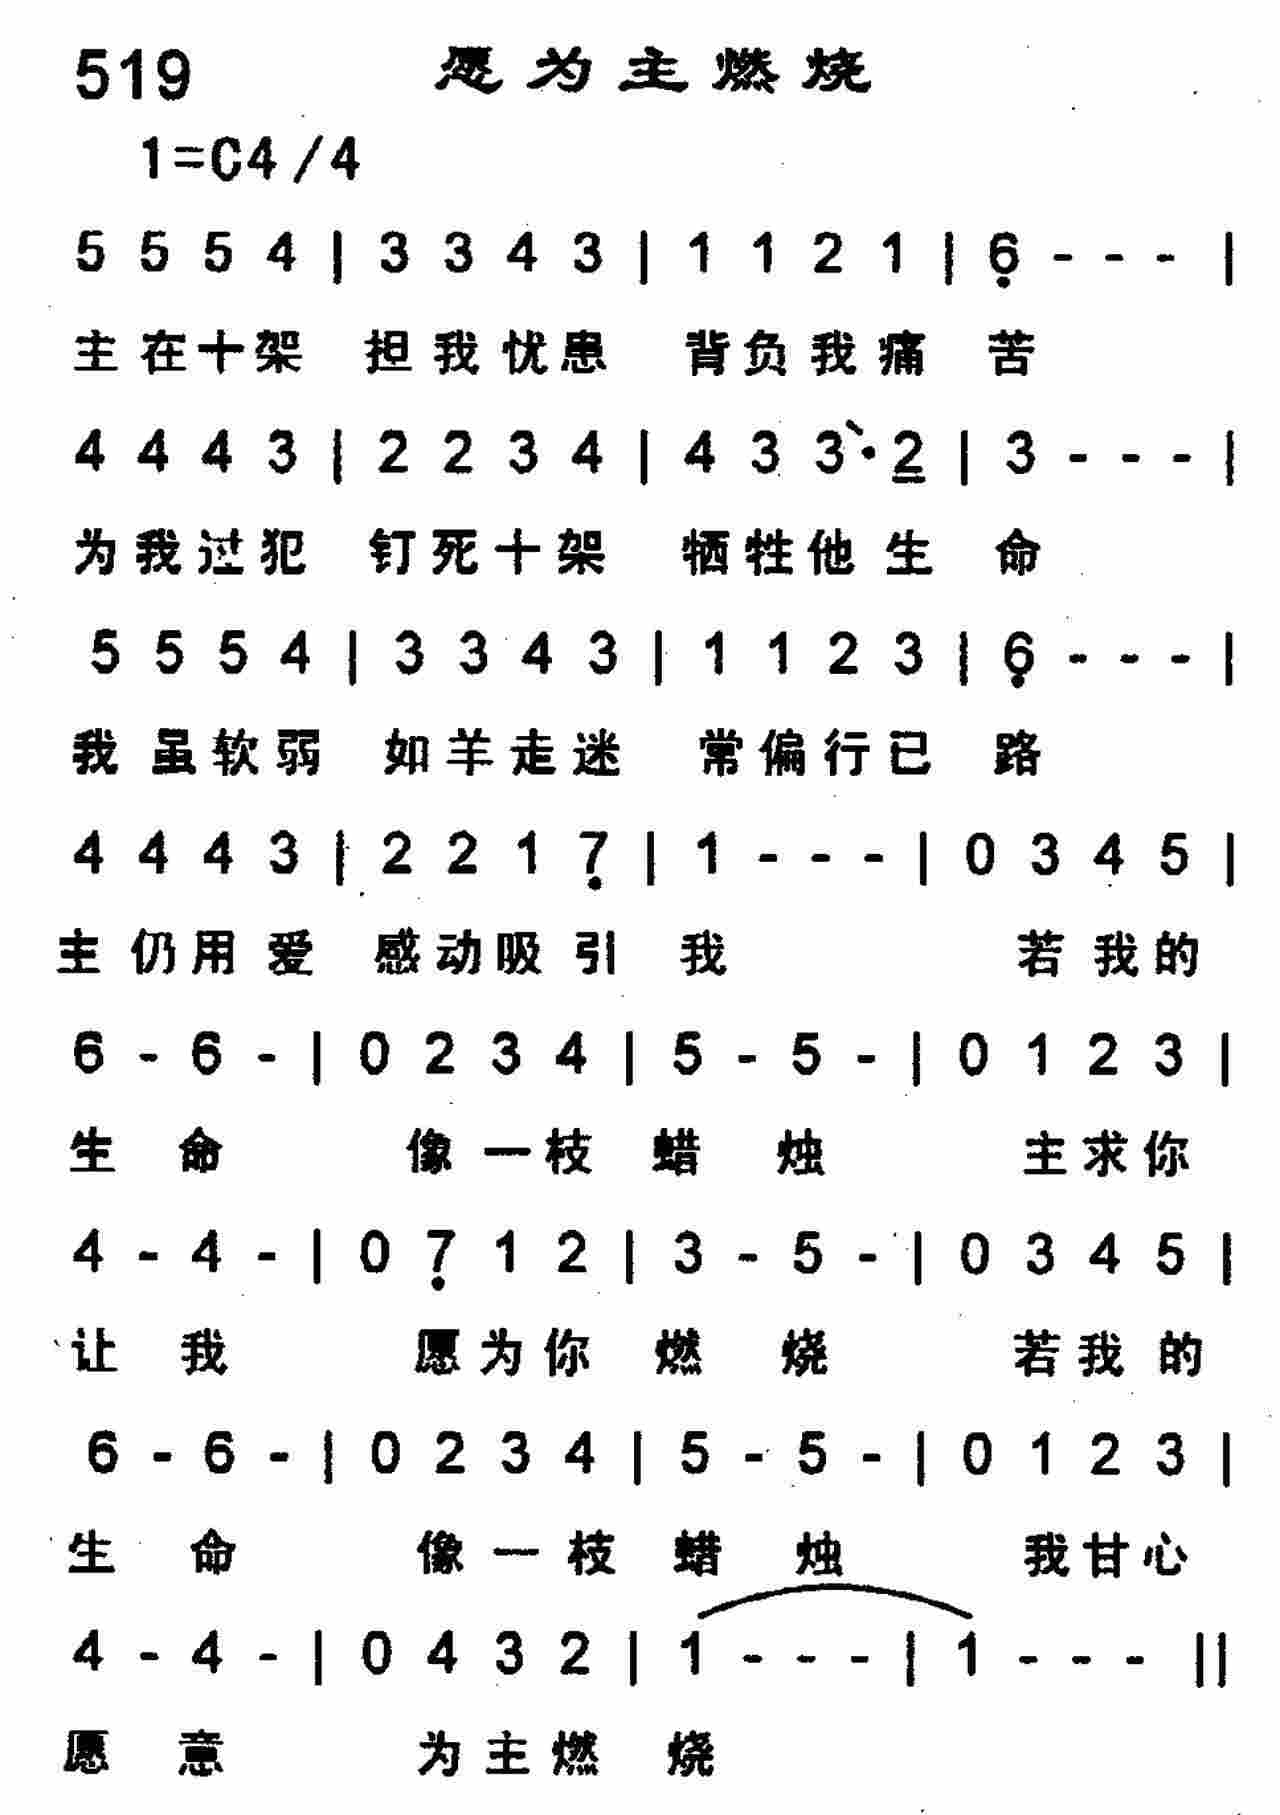 519 愿为主燃烧
1=C4/4
5 5 5 4 | 3 3 4 3 | 1 1 2 1 | 6̣ - - - |
主在十架 担我忧患 背负我痛 苦
4 4 4 3 | 2 2 3 4 | 4 3 3· 2̲ | 3 - - - |
为我过犯 钉死十架 牺牲他生 命
5 5 5 4 | 3 3 4 3 | 1 1 2 3 | 6̣ - - - |
我虽软弱 如羊走迷 常偏行已 路
4 4 4 3 | 2 2 1 7̣ | 1 - - - | 0 3 4 5 |
主仍用爱 感动吸引 我 若我的
6 - 6 - | 0 2 3 4 | 5 - 5 - | 0 1 2 3 |
生 命 像一枝 蜡 烛 主求你
4 - 4 - | 0 7̣ 1 2 | 3 - 5 - | 0 3 4 5 |
让 我 愿为你 燃 烧 若我的
6 - 6 - | 0 2 3 4 | 5 - 5 - | 0 1 2 3 |
生 命 像一枝 蜡 烛 我甘心
4 - 4 - | 0 4 3 2 | 1 - - - | 1 - - - ||
愿 意 为主燃 烧